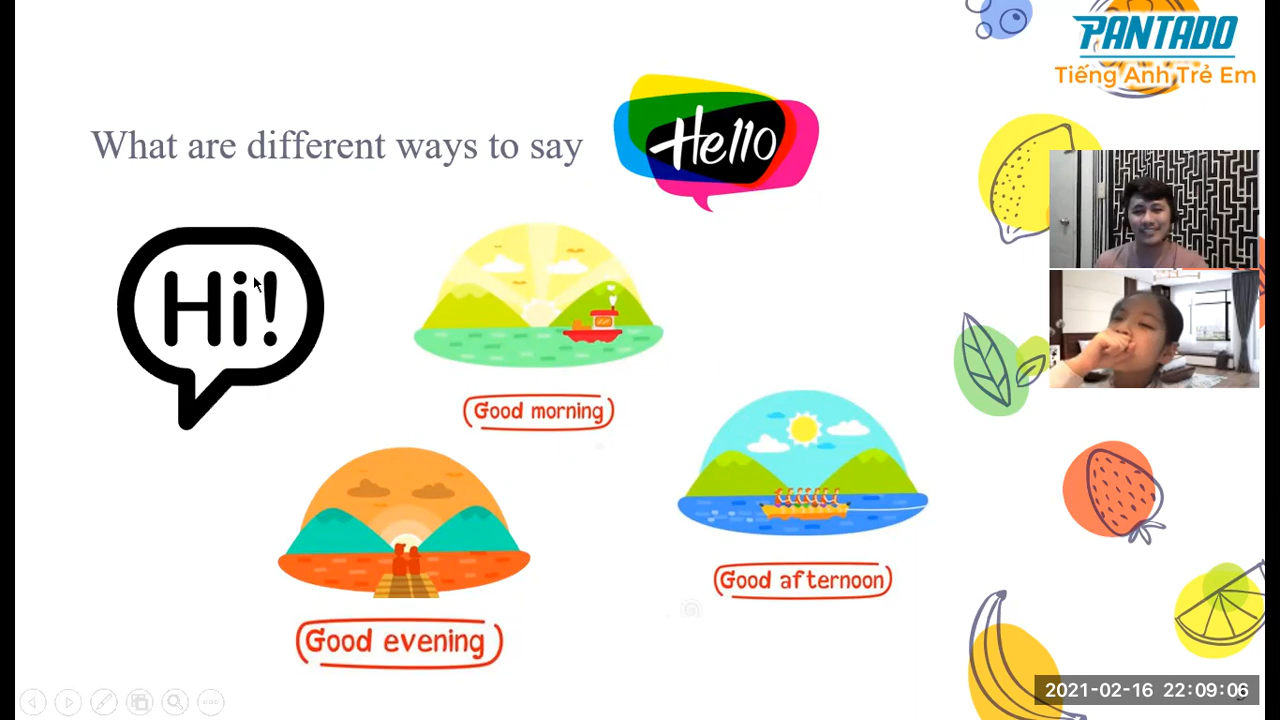 PANTADO
Tiếng Anh Trẻ Em
What are different ways to say
Hello
Hi!
Good morning
Good afternoon
Good evening
2021-02-16 22:09:06